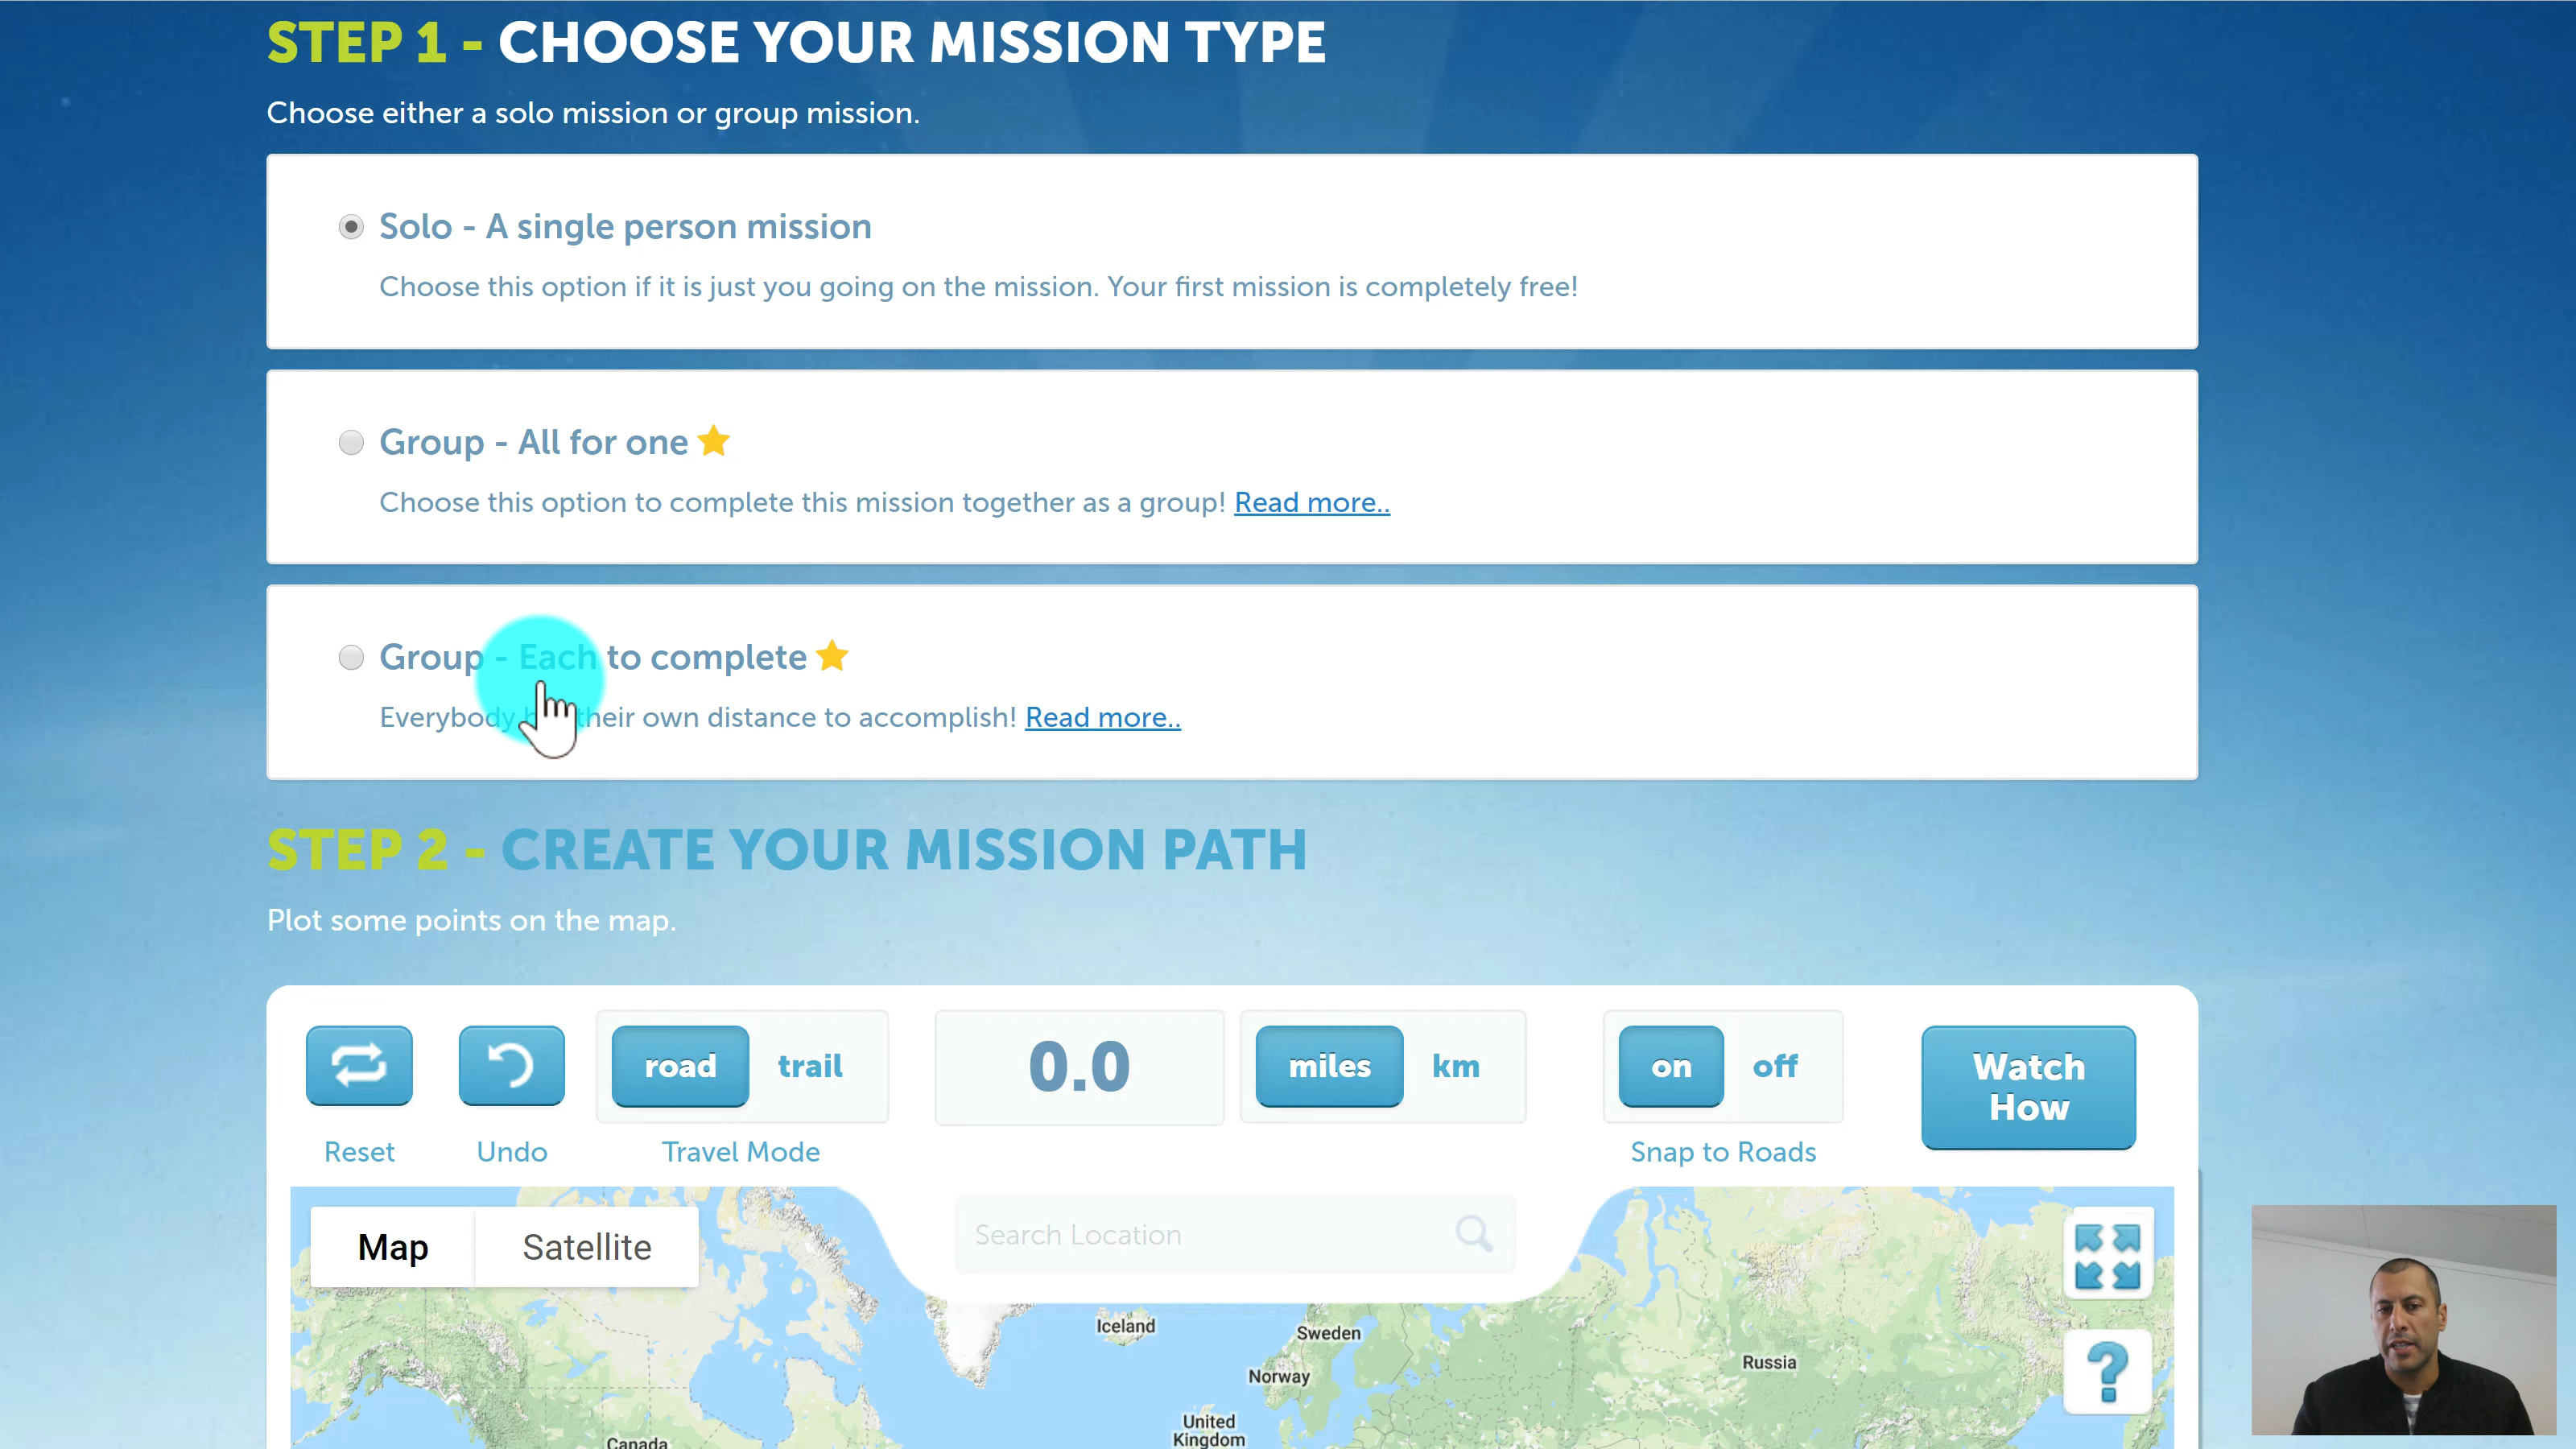 STEP 1 - CHOOSE YOUR MISSION TYPE
Choose either a solo mission or group mission.
Solo - A single person mission
Choose this option if it is just you going on the mission. Your first mission is completely free!
Group - All for one
Choose this option to complete this mission together as a group! Read more..
Group - Each to complete
Everybody their own distance to accomplish! Read more..
STEP 2 - CREATE YOUR MISSION PATH
Plot some points on the map.
road trail 0.0 miles km on off Watch
How
Reset Undo Travel Mode Snap to Roads
Map Satellite Search Location
Iceland
Sweden
Russia
Norway
United
Kingdom
Canada